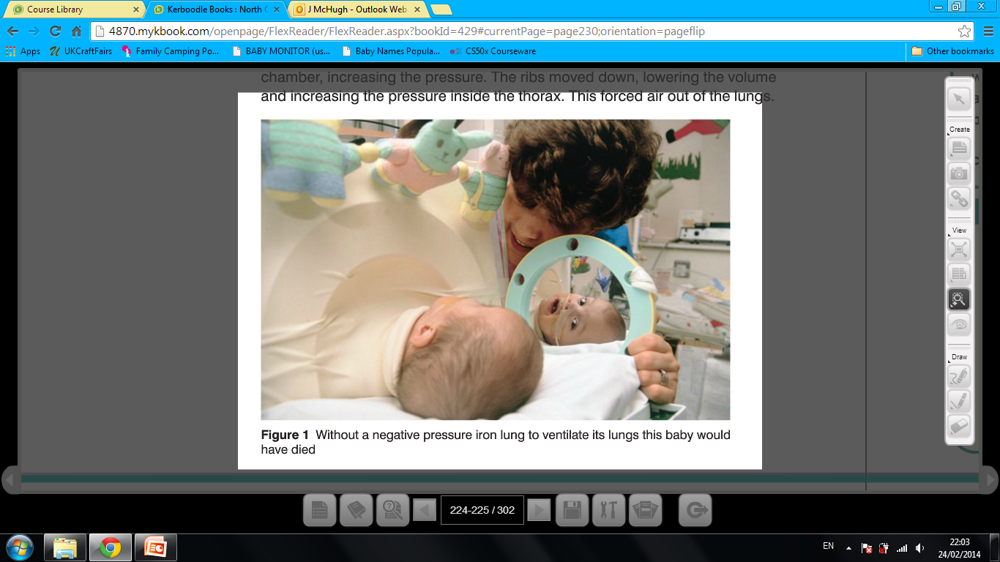 Course Library
Kerboodle Books : North
J McHugh - Outlook Web
4870.mykbook.com/openpage/FlexReader/FlexReader.aspx?bookId=429#currentPage=page230;orientation=pageflip
Apps
UKCraftFairs
Family Camping Po...
BABY MONITOR (us...
Baby Names Popula...
CS50x Courseware
Other bookmarks
chamber, increasing the pressure. The ribs moved down, lowering the volume
and increasing the pressure inside the thorax. This forced air out of the lungs.
Figure 1 Without a negative pressure iron lung to ventilate its lungs this baby would
have died
Create
View
Draw
224-225 / 302
EN
22:03
24/02/2014